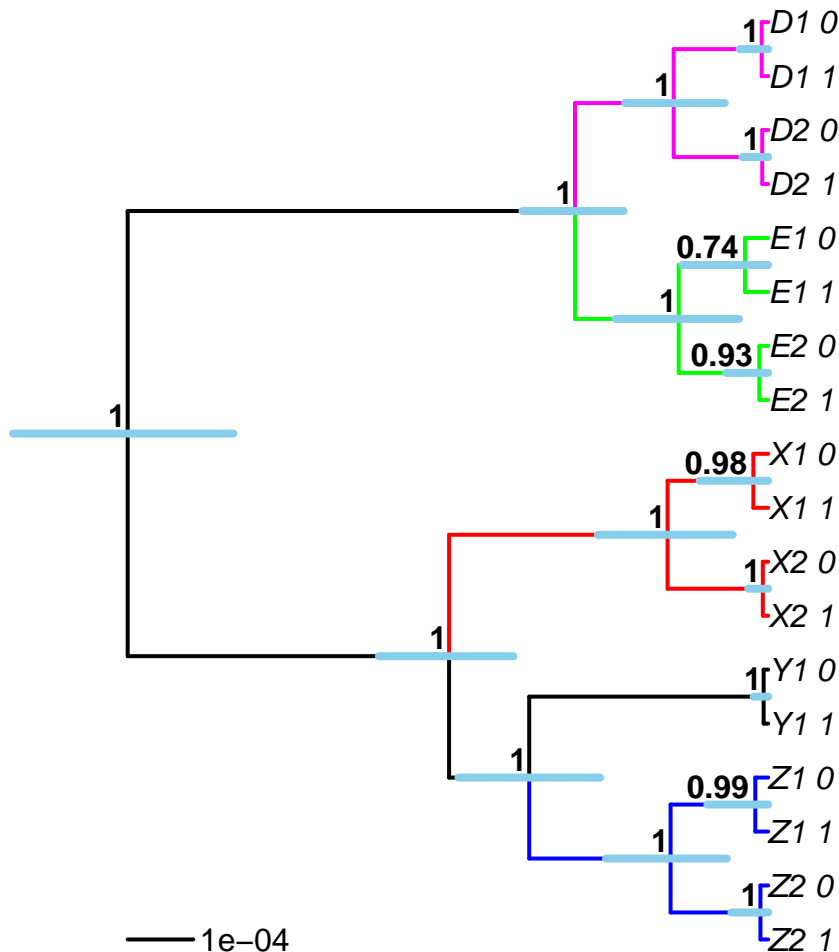 D1 0
1
D1 1
1
D2 0
1
D2 1
1
E1 0
0.74
E1 1
1
E2 0
0.93
E2 1
1
X1 0
0.98
X1 1
1
X2 0
1
X2 1
1
Y1 0
1
Y1 1
1
Z1 0
0.99
Z1 1
1
Z2 0
1
Z2 1
1e−04